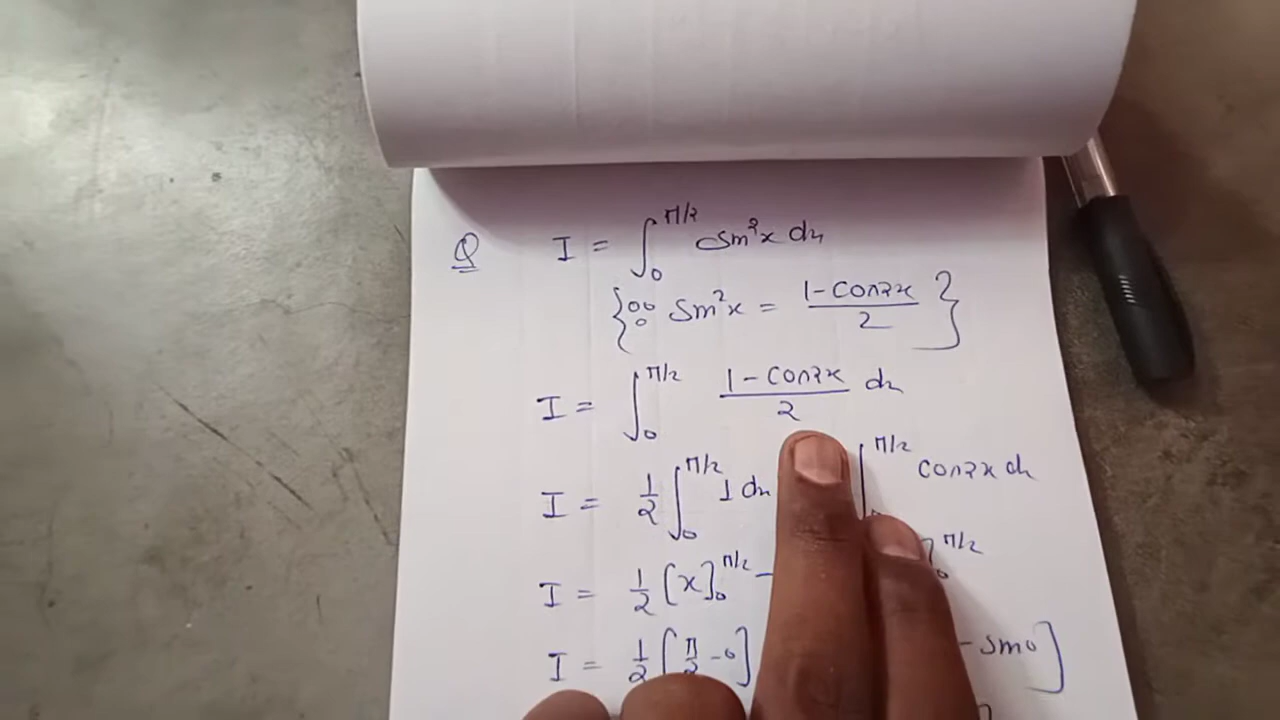 Q I = ∫₀^π/2 sin²x dx
{∵ sin²x = (1 - cos2x)/2}
I = ∫₀^π/2 (1 - cos2x)/2 dx
I = 1/2 ∫₀^π/2 1 dx ∫^π/2 cos2x dx
I = 1/2 [x]₀^π/2 - ]₀^π/2
I = 1/2 [π/2 - 0] - sin0]